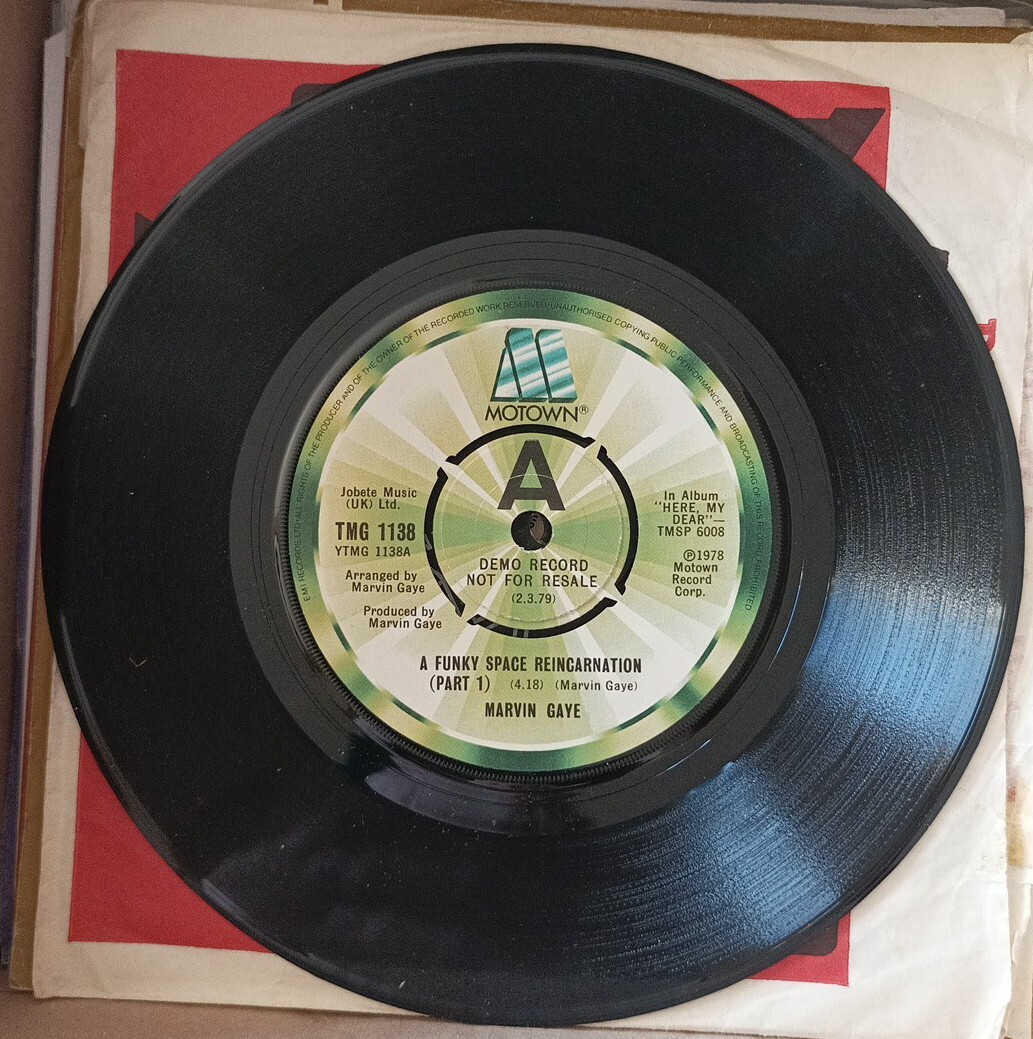 EMI RECORDS LTD·ALL RIGHTS OF THE PRODUCER AND OF THE OWNER OF THE RECORDED WORK RESERVED·UNAUTHORISED COPYING PUBLIC PERFORMANCE AND BROADCASTING OF THIS RECORD PROHIBITED
MOTOWN®
A
Jobete Music
(UK) Ltd.
TMG 1138
YTMG 1138A
Arranged by
Marvin Gaye
Produced by
Marvin Gaye
DEMO RECORD
NOT FOR RESALE
(2.3.79)
In Album
"HERE, MY
DEAR"—
TMSP 6008
℗1978
Motown
Record
Corp.
A FUNKY SPACE REINCARNATION
(PART 1) (4.18) (Marvin Gaye)
MARVIN GAYE